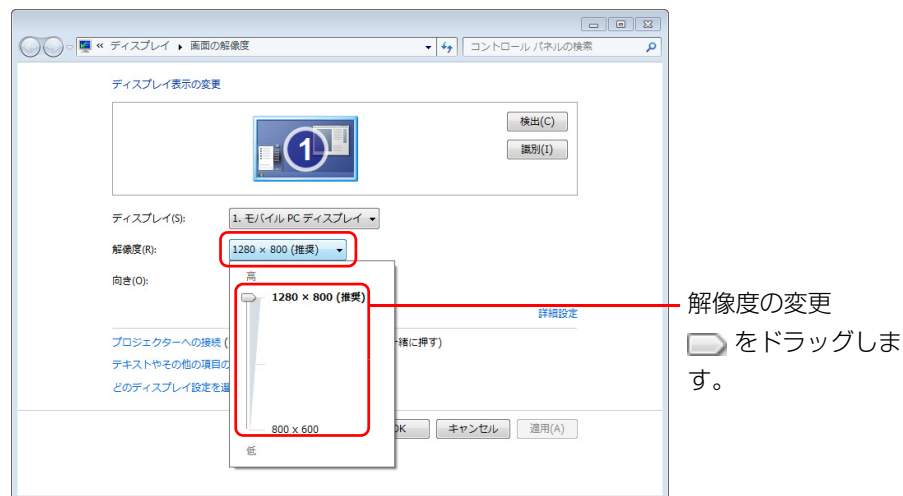 « ディスプレイ ▸ 画面の解像度
コントロール パネルの検索
ディスプレイ表示の変更
1
検出(C)
識別(I)
ディスプレイ(S):
1. モバイル PC ディスプレイ
解像度(R):
1280 × 800 (推奨)
向き(O):
高
1280 × 800 (推奨)
800 x 600
低
詳細設定
プロジェクターへの接続 (
緒に押す)
テキストやその他の項目の
どのディスプレイ設定を
キャンセル
適用(A)
解像度の変更
をドラッグしま
す。